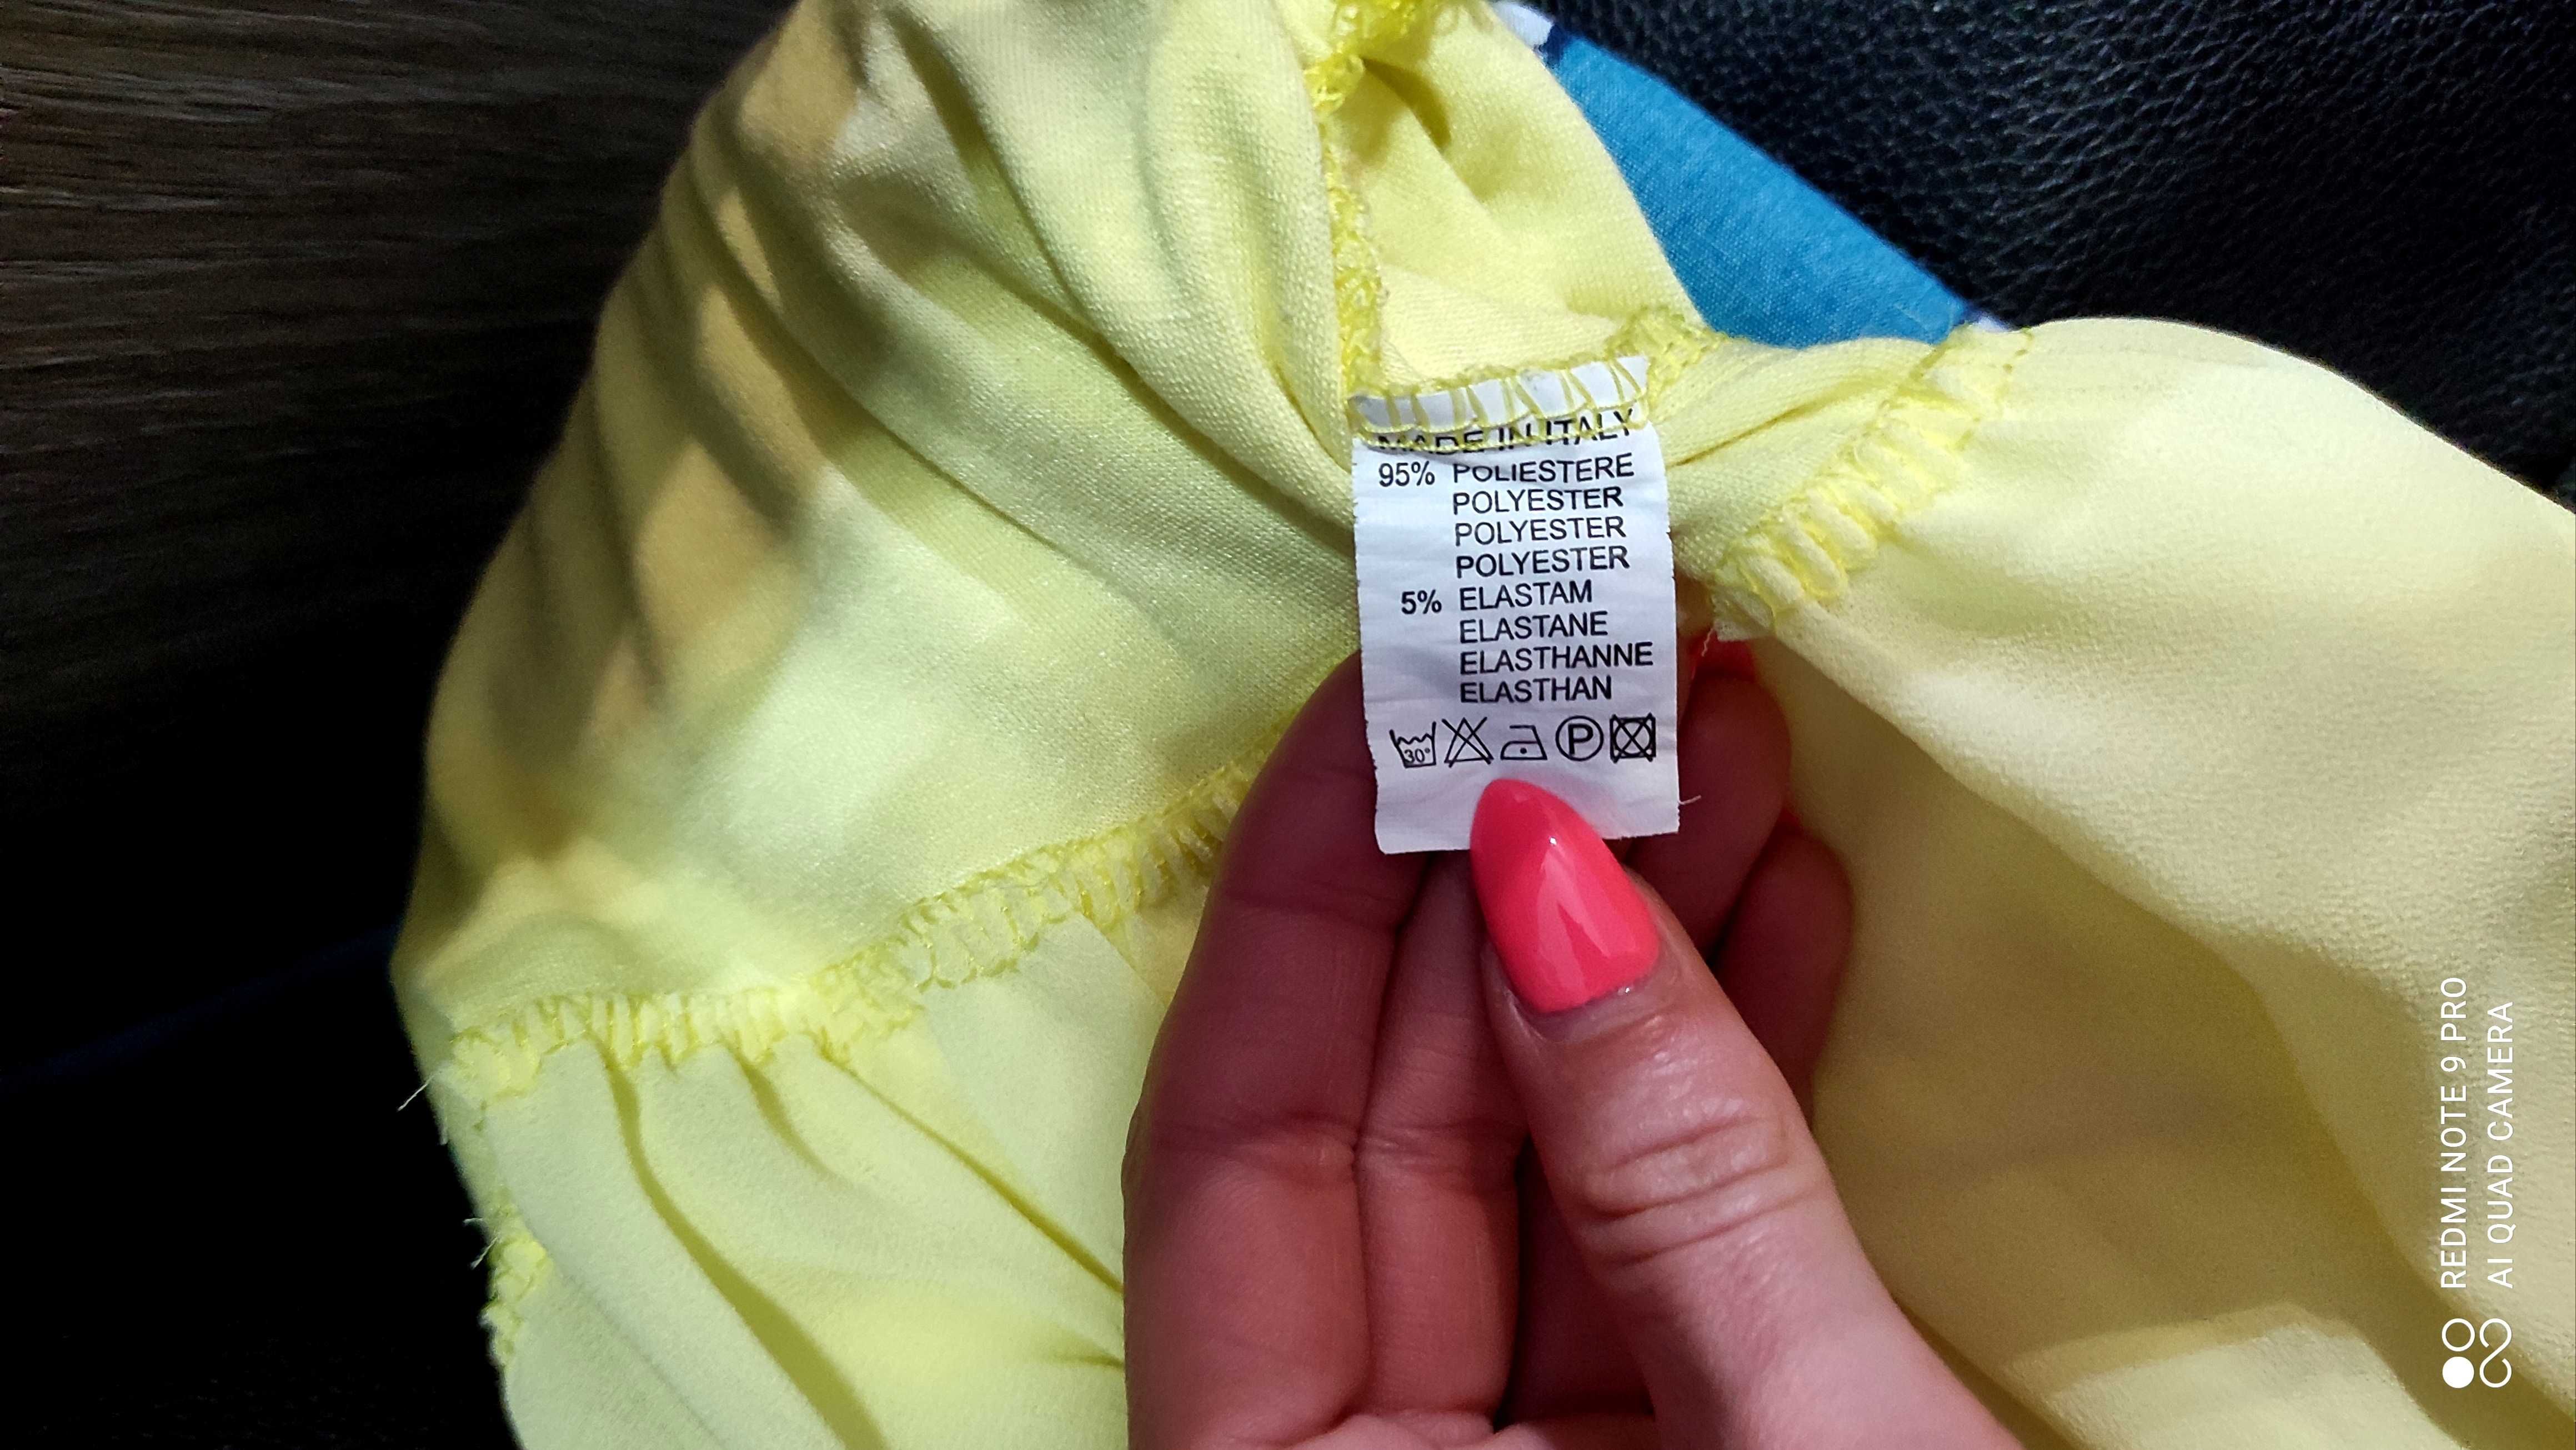 MADE IN ITALY
95% POLIESTERE
POLYESTER
POLYESTER
POLYESTER
5% ELASTAM
ELASTANE
ELASTHANNE
ELASTHAN
30° P
REDMI NOTE 9 PRO
AI QUAD CAMERA